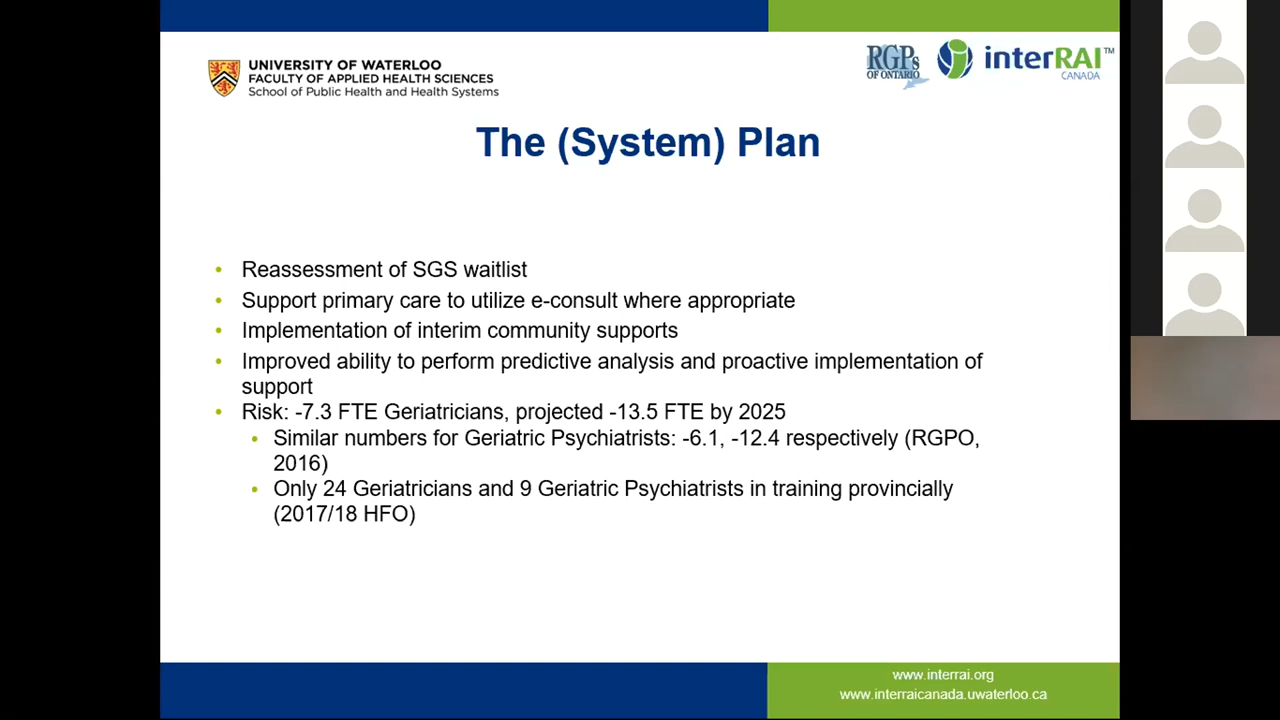 UNIVERSITY OF WATERLOO
FACULTY OF APPLIED HEALTH SCIENCES
School of Public Health and Health Systems
RGPs
OF ONTARIO
interRAI™
CANADA
The (System) Plan
• Reassessment of SGS waitlist
• Support primary care to utilize e-consult where appropriate
• Implementation of interim community supports
• Improved ability to perform predictive analysis and proactive implementation of
support
• Risk: -7.3 FTE Geriatricians, projected -13.5 FTE by 2025
• Similar numbers for Geriatric Psychiatrists: -6.1, -12.4 respectively (RGPO,
2016)
• Only 24 Geriatricians and 9 Geriatric Psychiatrists in training provincially
(2017/18 HFO)
www.interrai.org
www.interraicanada.uwaterloo.ca